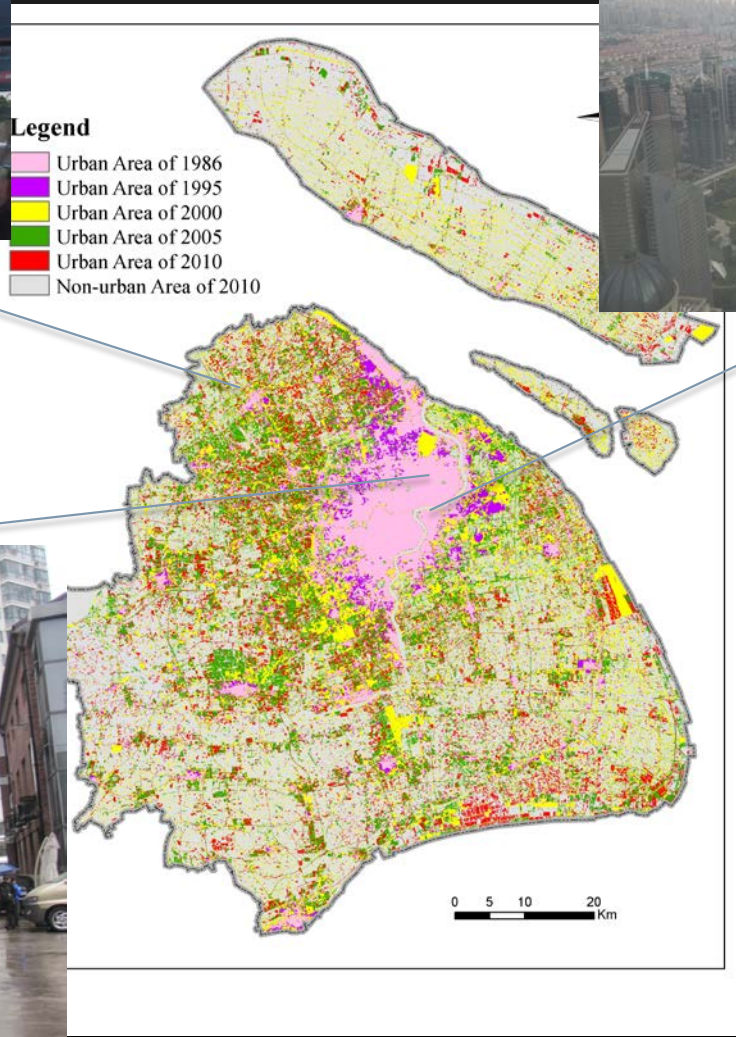 Legend
Urban Area of 1986
Urban Area of 1995
Urban Area of 2000
Urban Area of 2005
Urban Area of 2010
Non-urban Area of 2010
0 5 10 20
Km